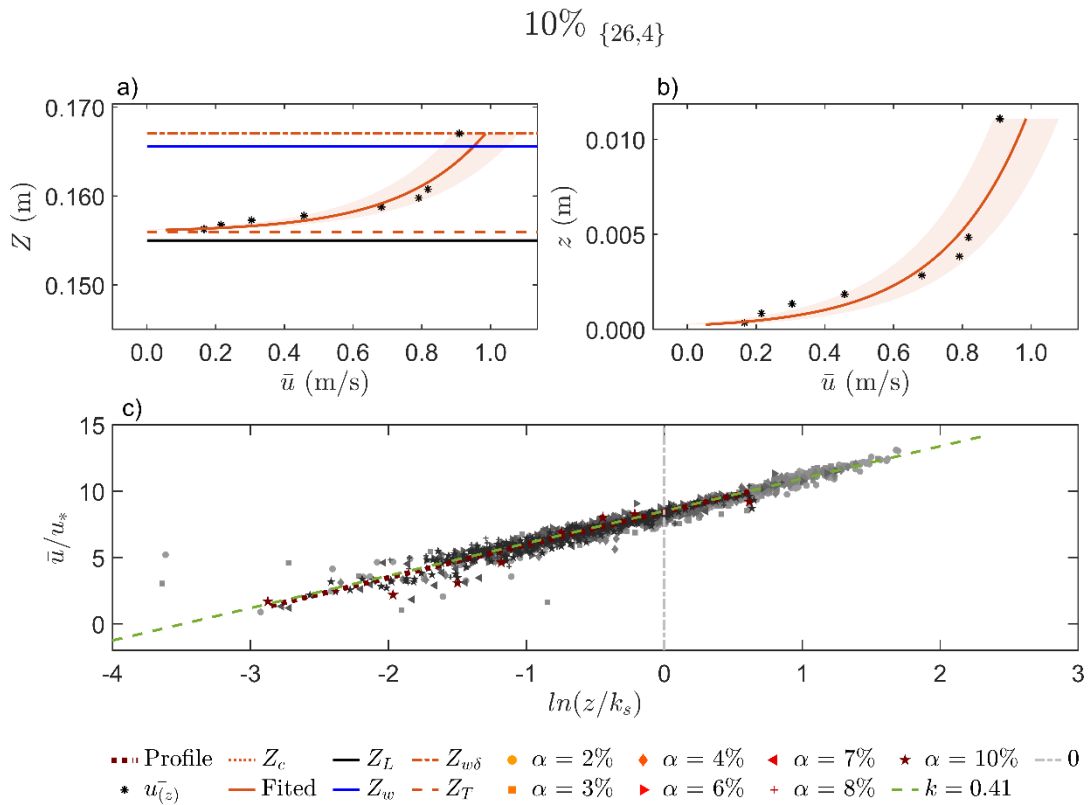 10% {26,4}
a)
b)
0.170
0.160
0.150
Z (m)
0.0 0.2 0.4 0.6 0.8 1.0
ū (m/s)
0.010
0.005
0.000
z (m)
0.0 0.2 0.4 0.6 0.8 1.0
ū (m/s)
c)
15
10
5
0
ū/u*
-4 -3 -2 -1 0 1 2 3
ln(z/ks)
Profile Zc ZL Zwδ α = 2% α = 4% α = 7% α = 10% 0
ū(z) Fited Zw ZT α = 3% α = 6% α = 8% k = 0.41